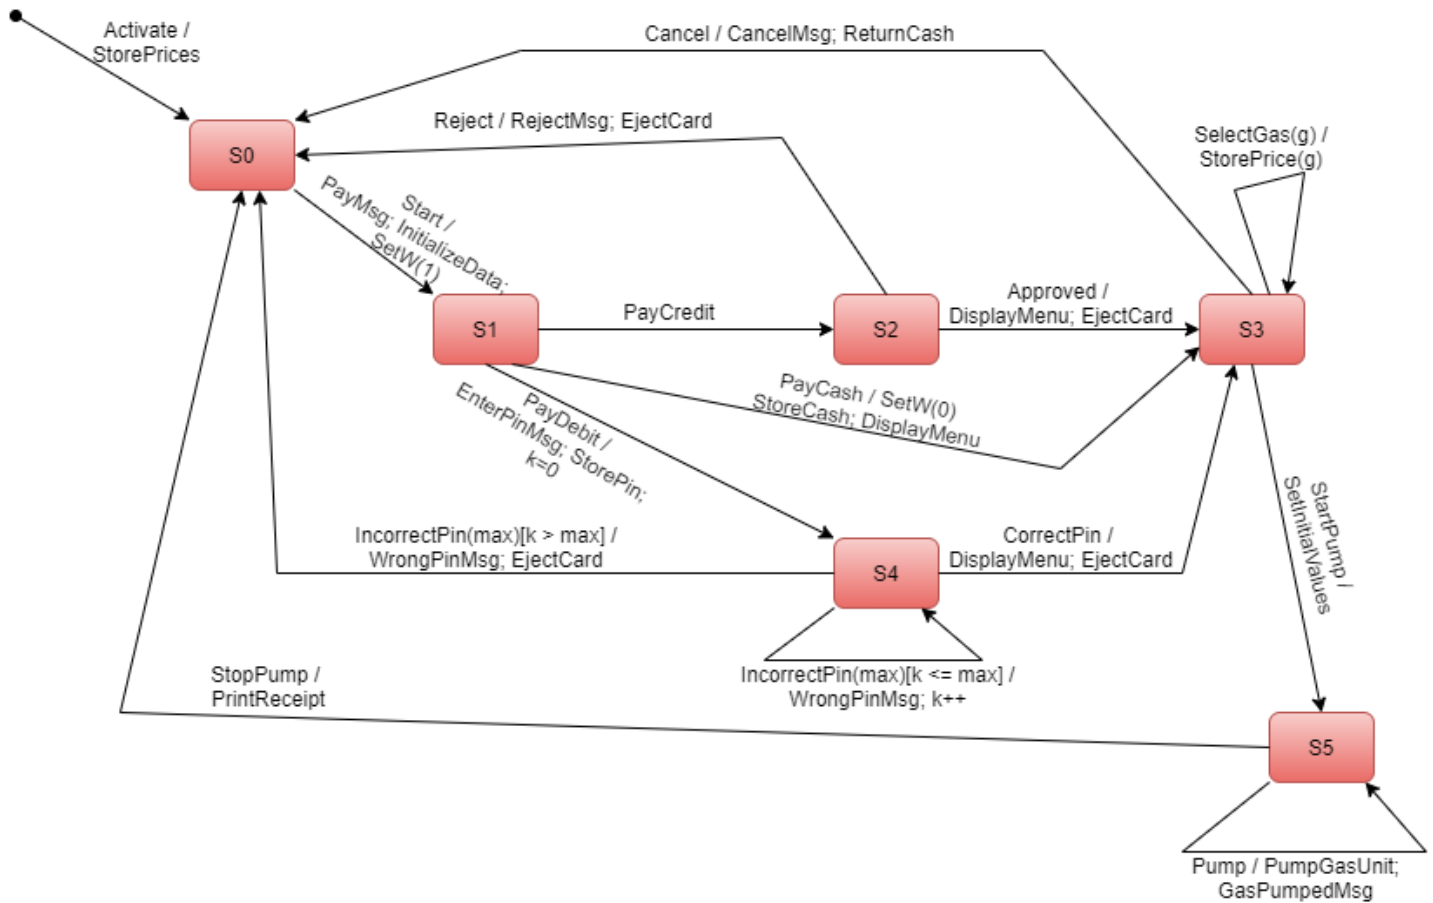 Activate /
StorePrices
Cancel / CancelMsg; ReturnCash
Reject / RejectMsg; EjectCard
SelectGas(g) /
StorePrice(g)
S0
Start /
PayMsg; InitializeData;
SetW(1)
S1
PayCredit
S2
Approved /
DisplayMenu; EjectCard
S3
PayCash / SetW(0)
StoreCash; DisplayMenu
PayDebit /
EnterPinMsg; StorePin;
k=0
StartPump /
SetInitialValues
IncorrectPin(max)[k > max] /
WrongPinMsg; EjectCard
S4
CorrectPin /
DisplayMenu; EjectCard
StopPump /
PrintReceipt
IncorrectPin(max)[k <= max] /
WrongPinMsg; k++
S5
Pump / PumpGasUnit;
GasPumpedMsg